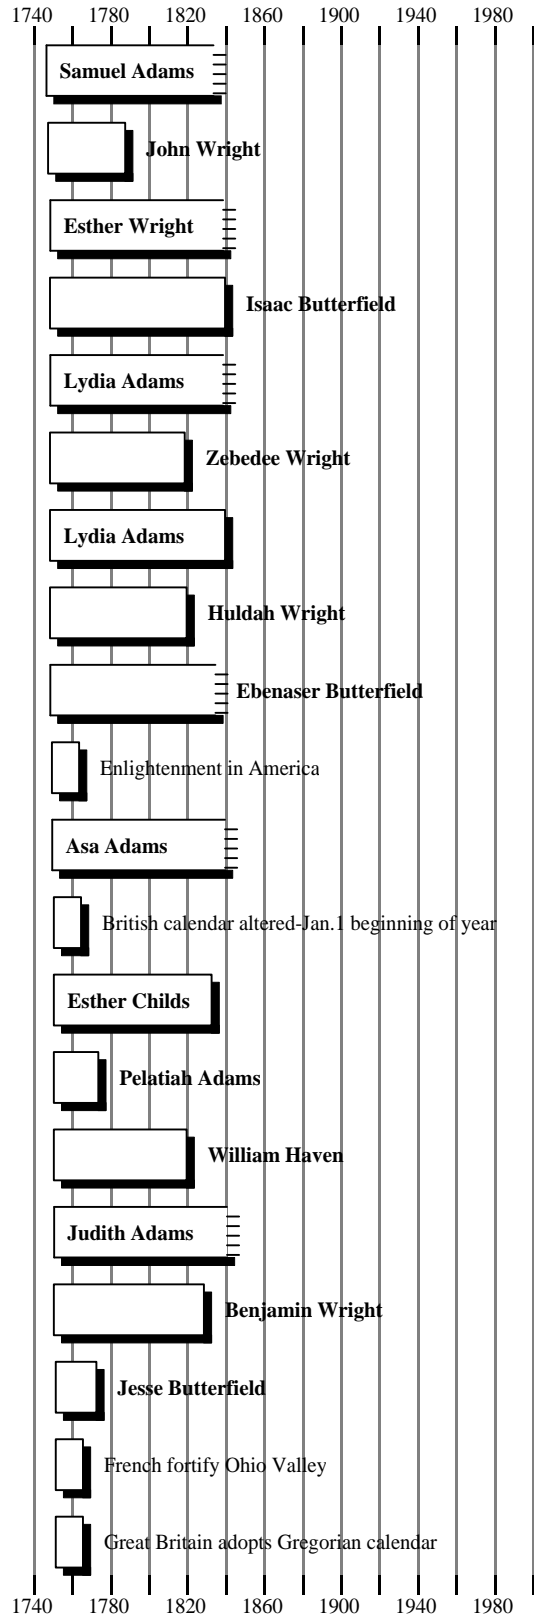 1740 1780 1820 1860 1900 1940 1980
Samuel Adams
John Wright
Esther Wright
Isaac Butterfield
Lydia Adams
Zebedee Wright
Lydia Adams
Huldah Wright
Ebenaser Butterfield
Enlightenment in America
Asa Adams
British calendar altered-Jan.1 beginning of year
Esther Childs
Pelatiah Adams
William Haven
Judith Adams
Benjamin Wright
Jesse Butterfield
French fortify Ohio Valley
Great Britain adopts Gregorian calendar
1740 1780 1820 1860 1900 1940 1980